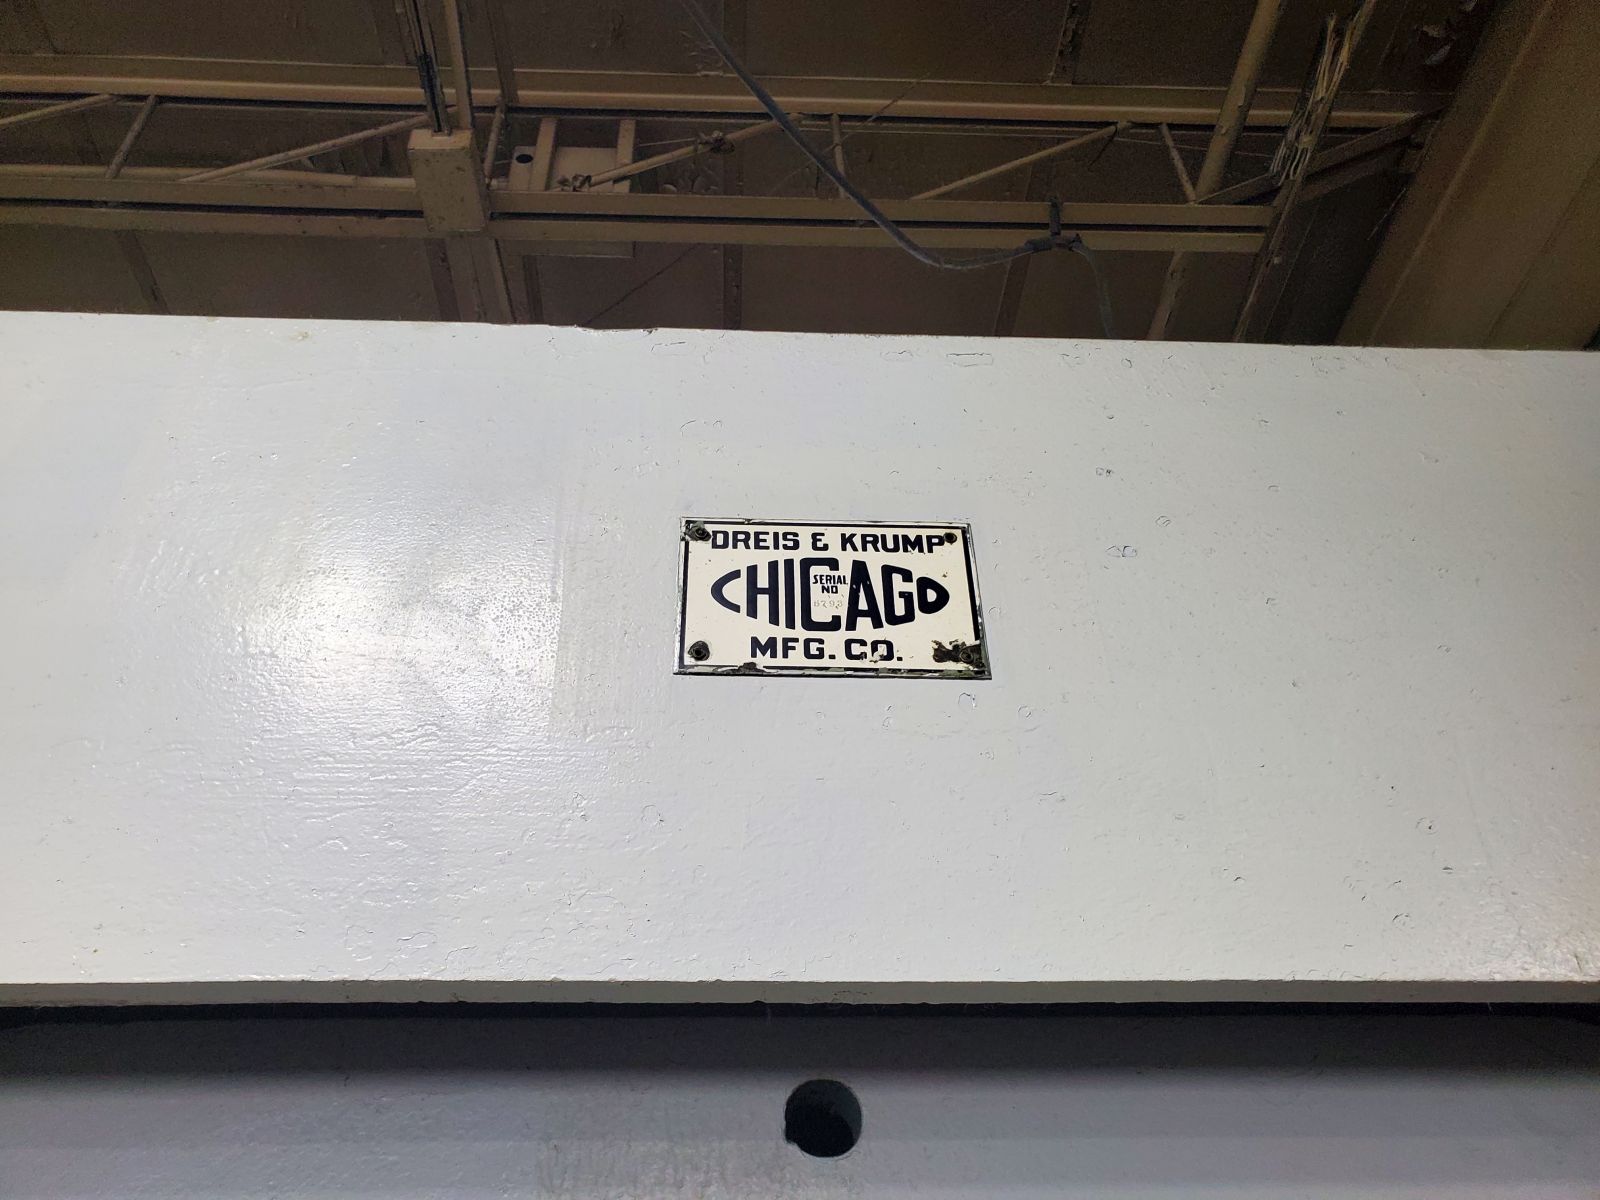 DREIS & KRUMP
CHICAGO
SERIAL
NO
MFG. CO.